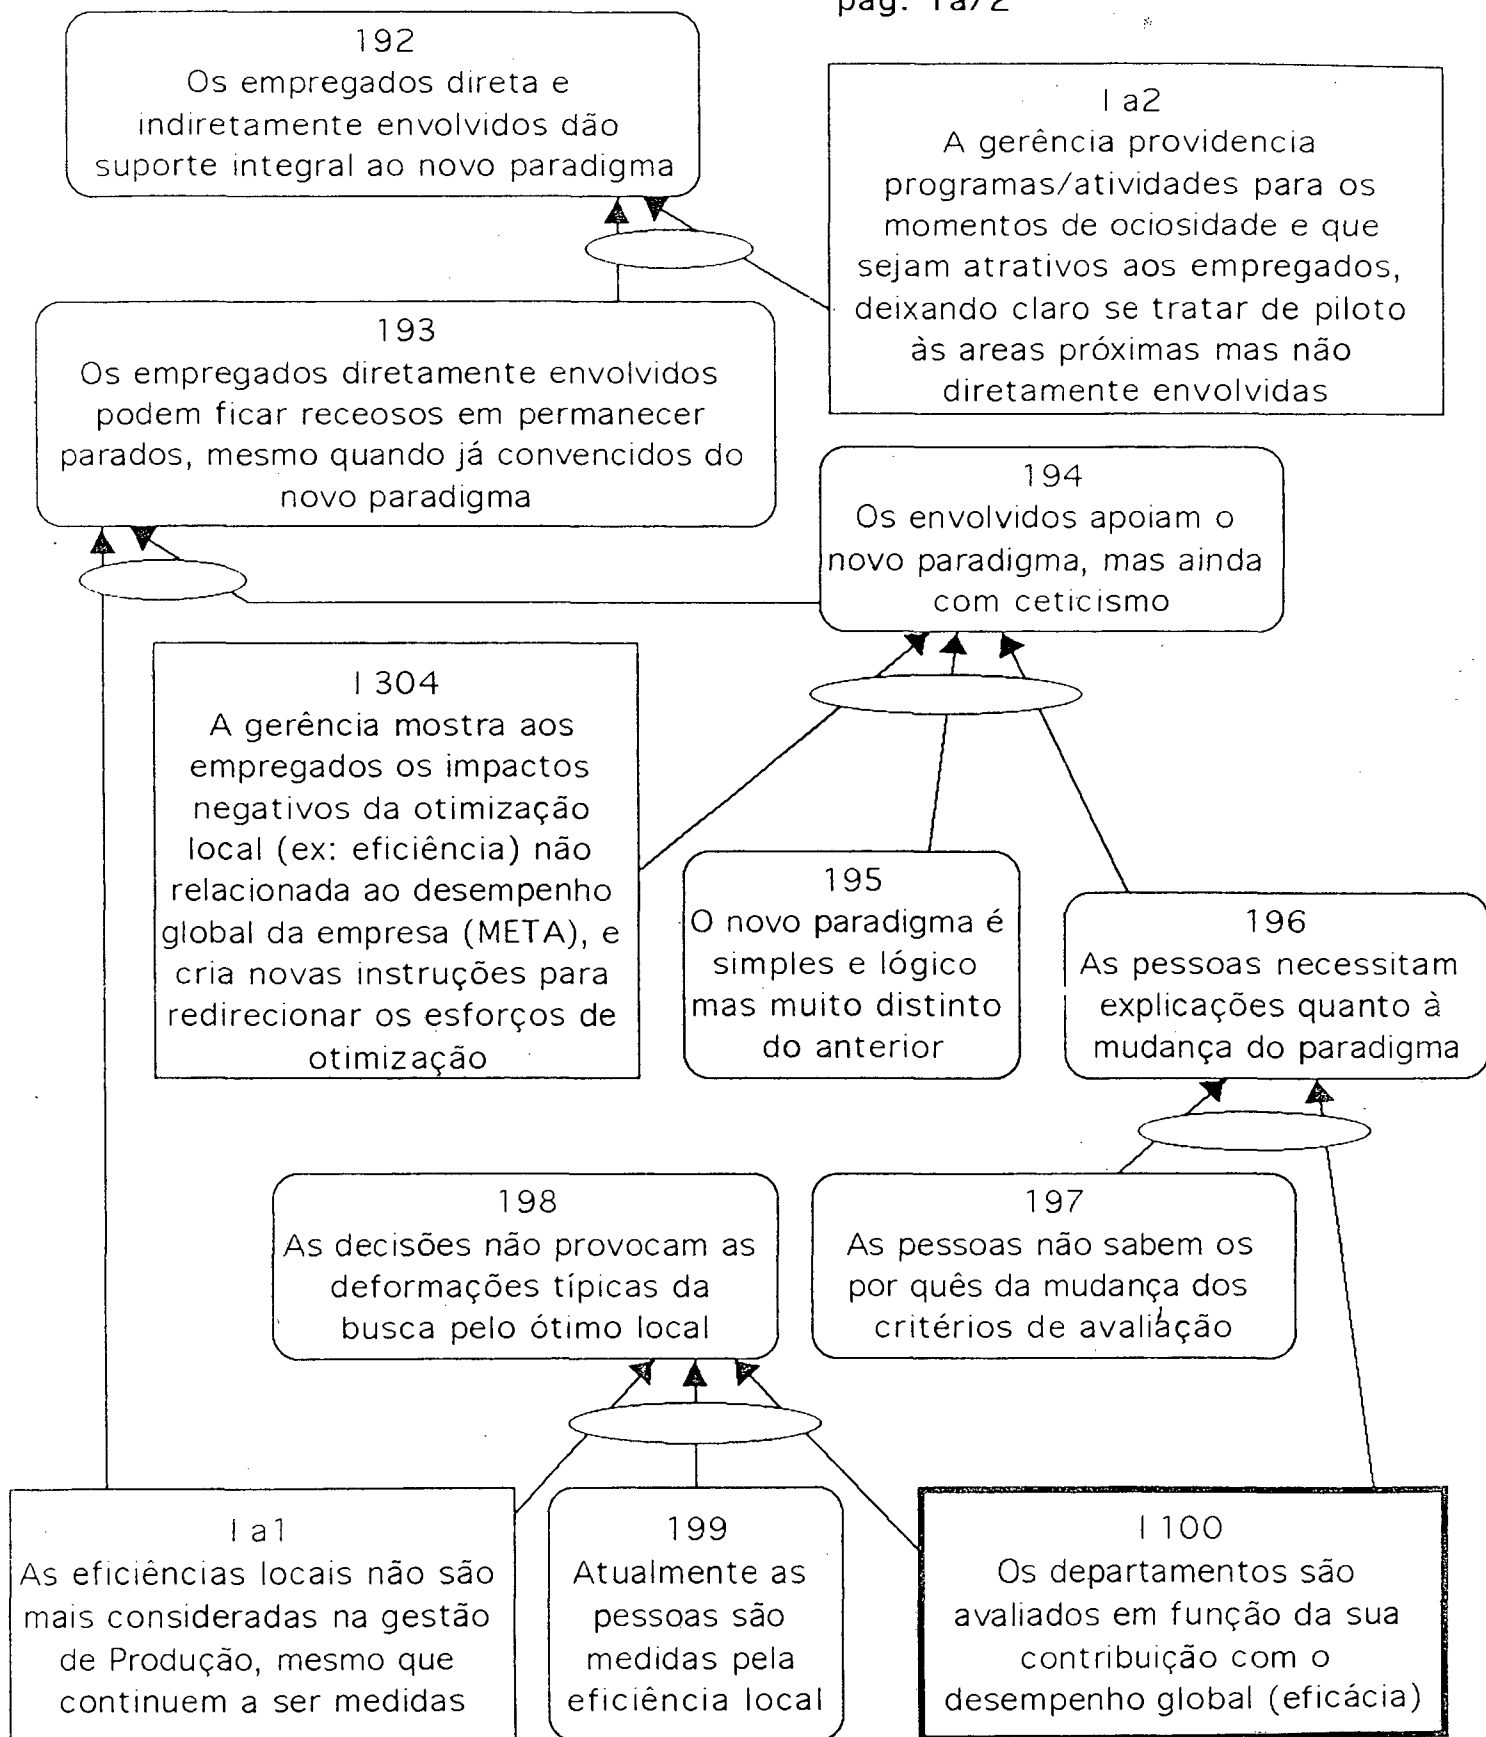 pág. 1a/2
192
Os empregados direta e
indiretamente envolvidos dão
suporte integral ao novo paradigma
I a2
A gerência providencia
programas/atividades para os
momentos de ociosidade e que
sejam atrativos aos empregados,
deixando claro se tratar de piloto
às areas próximas mas não
diretamente envolvidas
193
Os empregados diretamente envolvidos
podem ficar receosos em permanecer
parados, mesmo quando já convencidos do
novo paradigma
194
Os envolvidos apoiam o
novo paradigma, mas ainda
com ceticismo
I 304
A gerência mostra aos
empregados os impactos
negativos da otimização
local (ex: eficiência) não
relacionada ao desempenho
global da empresa (META), e
cria novas instruções para
redirecionar os esforços de
otimização
195
O novo paradigma é
simples e lógico
mas muito distinto
do anterior
196
As pessoas necessitam
explicações quanto à
mudança do paradigma
198
As decisões não provocam as
deformações típicas da
busca pelo ótimo local
197
As pessoas não sabem os
por quês da mudança dos
critérios de avaliação
I a1
As eficiências locais não são
mais consideradas na gestão
de Produção, mesmo que
continuem a ser medidas
199
Atualmente as
pessoas são
medidas pela
eficiência local
I 100
Os departamentos são
avaliados em função da sua
contribuição com o
desempenho global (eficácia)